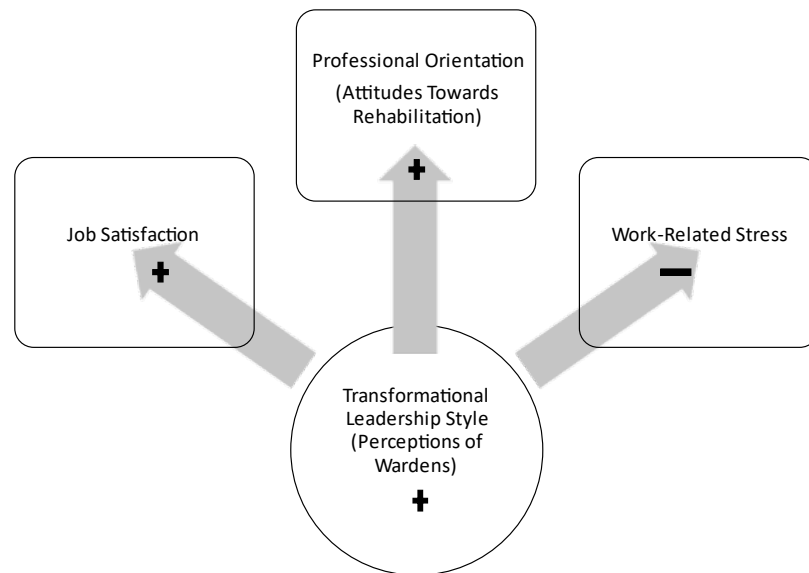 Professional Orientation
(Attitudes Towards
Rehabilitation)
+
Job Satisfaction
+
Work-Related Stress
−
Transformational
Leadership Style
(Perceptions of
Wardens)
+